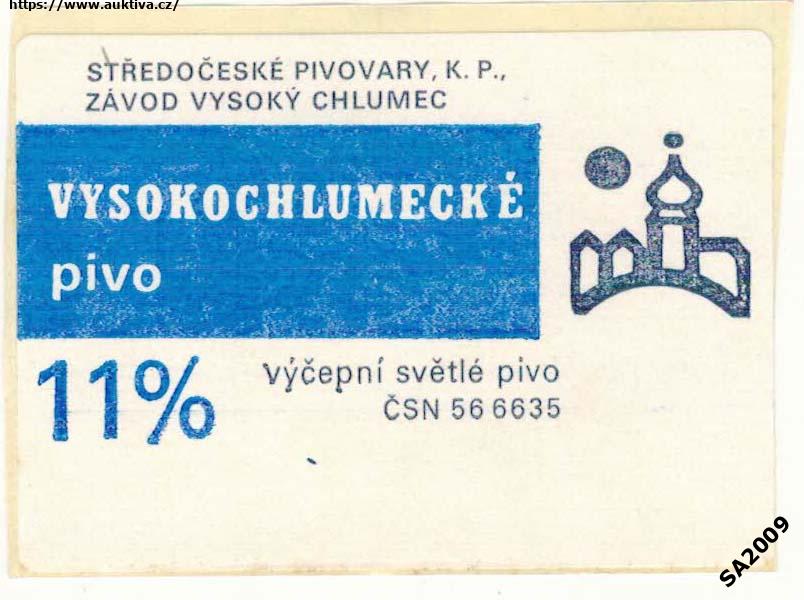 https://www.auktiva.cz/
STŘEDOČESKÉ PIVOVARY, K. P.,
ZÁVOD VYSOKÝ CHLUMEC
VYSOKOCHLUMECKÉ
pivo
11%
výčepní světlé pivo
ČSN 56 6635
SA2009